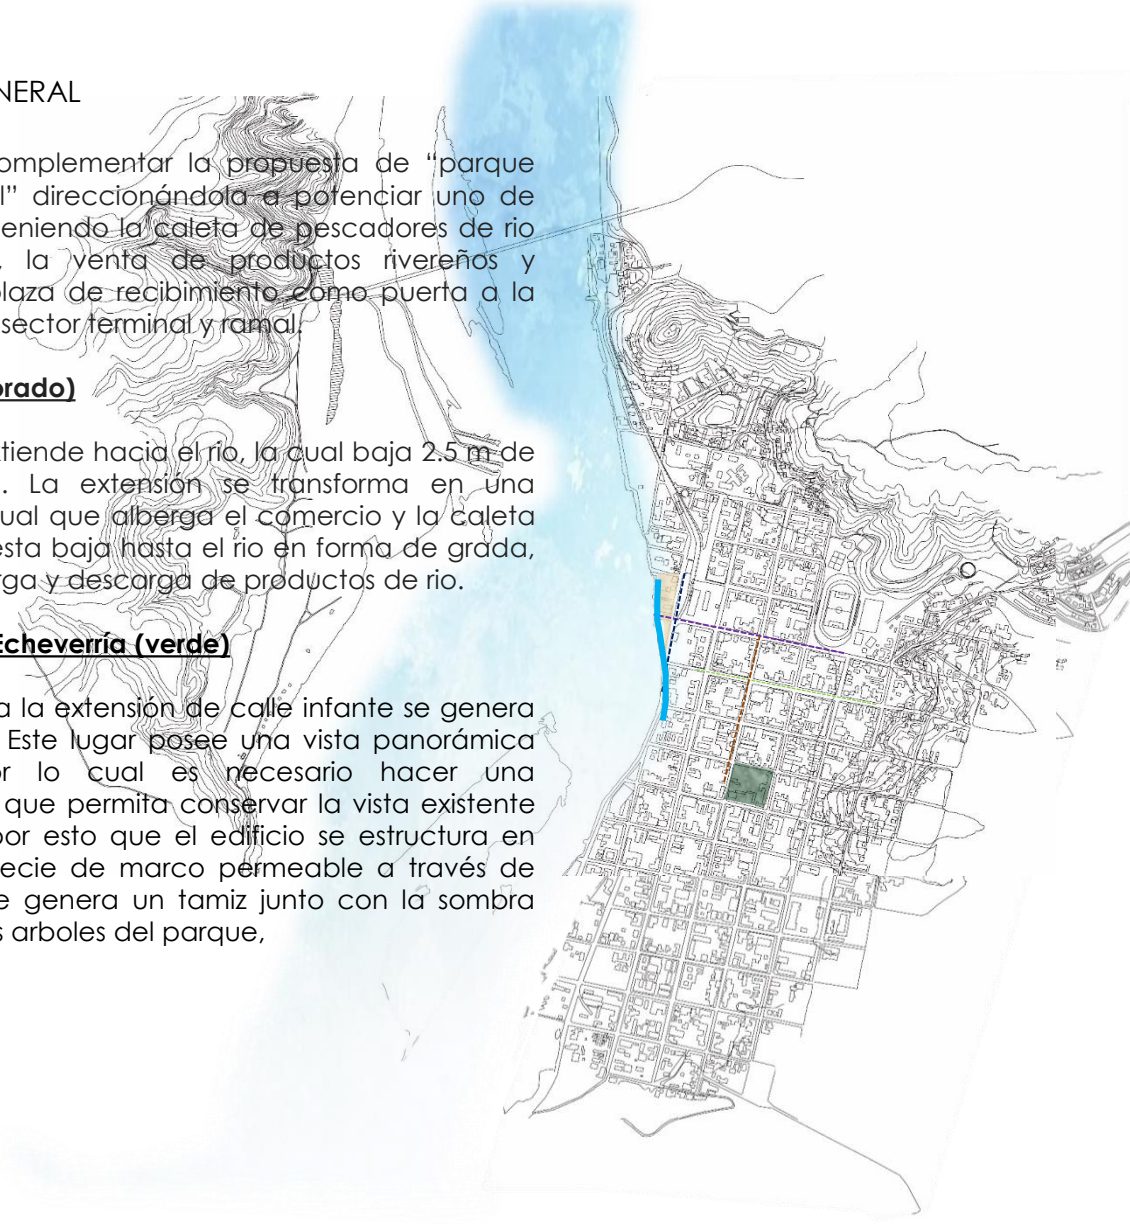 NERAL
omplementar la propuesta de “parque
l” direccionándola a potenciar uno de
eniendo la caleta de pescadores de rio
, la venta de productos rivereños y
plaza de recibimiento como puerta a la
sector terminal y ramal.
orado)
xtiende hacia el rio, la cual baja 2.5 m de
. La extensión se transforma en una
cual que alberga el comercio y la caleta
esta baja hasta el rio en forma de grada,
rga y descarga de productos de rio.
Echeverría (verde)
a la extensión de calle infante se genera
Este lugar posee una vista panorámica
or lo cual es necesario hacer una
que permita conservar la vista existente
por esto que el edificio se estructura en
ecie de marco permeable a través de
e genera un tamiz junto con la sombra
s arboles del parque,